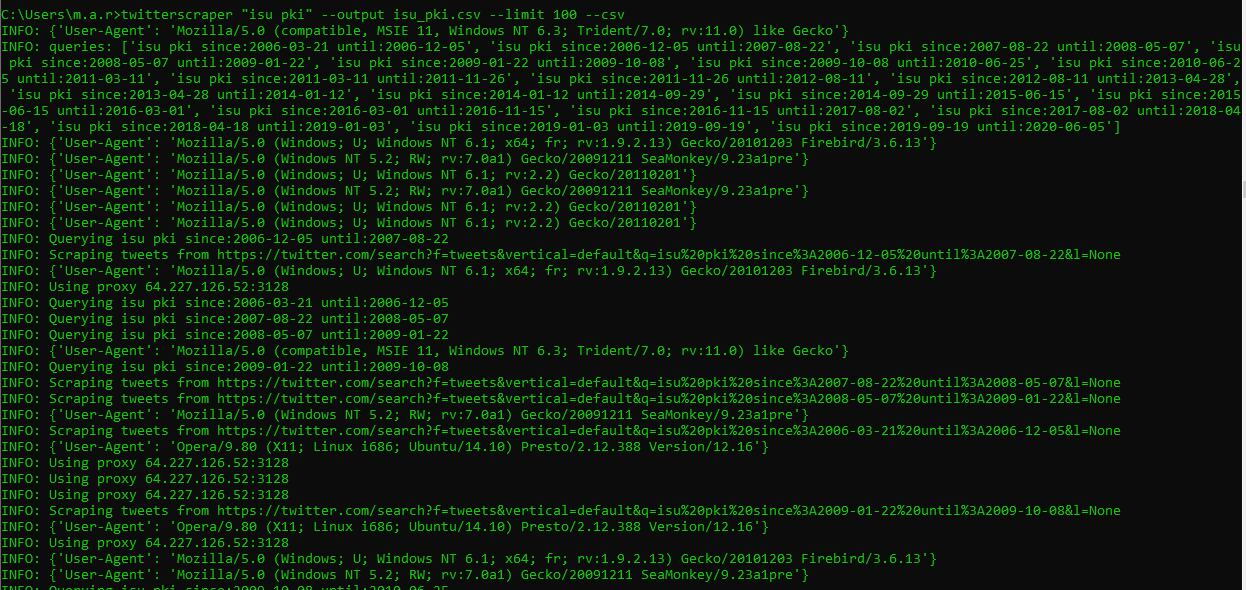 C:\Users\m.a.r>twitterscraper "isu pki" --output isu_pki.csv --limit 100 --csv
INFO: {'User-Agent': 'Mozilla/5.0 (compatible, MSIE 11, Windows NT 6.3; Trident/7.0; rv:11.0) like Gecko'}
INFO: queries: ['isu pki since:2006-03-21 until:2006-12-05', 'isu pki since:2006-12-05 until:2007-08-22', 'isu pki since:2007-08-22 until:2008-05-07', 'isu
 pki since:2008-05-07 until:2009-01-22', 'isu pki since:2009-01-22 until:2009-10-08', 'isu pki since:2009-10-08 until:2010-06-25', 'isu pki since:2010-06-2
5 until:2011-03-11', 'isu pki since:2011-03-11 until:2011-11-26', 'isu pki since:2011-11-26 until:2012-08-11', 'isu pki since:2012-08-11 until:2013-04-28',
 'isu pki since:2013-04-28 until:2014-01-12', 'isu pki since:2014-01-12 until:2014-09-29', 'isu pki since:2014-09-29 until:2015-06-15', 'isu pki since:2015
-06-15 until:2016-03-01', 'isu pki since:2016-03-01 until:2016-11-15', 'isu pki since:2016-11-15 until:2017-08-02', 'isu pki since:2017-08-02 until:2018-04
-18', 'isu pki since:2018-04-18 until:2019-01-03', 'isu pki since:2019-01-03 until:2019-09-19', 'isu pki since:2019-09-19 until:2020-06-05']
INFO: {'User-Agent': 'Mozilla/5.0 (Windows; U; Windows NT 6.1; x64; fr; rv:1.9.2.13) Gecko/20101203 Firebird/3.6.13'}
INFO: {'User-Agent': 'Mozilla/5.0 (Windows NT 5.2; RW; rv:7.0a1) Gecko/20091211 SeaMonkey/9.23a1pre'}
INFO: {'User-Agent': 'Mozilla/5.0 (Windows; U; Windows NT 6.1; rv:2.2) Gecko/20110201'}
INFO: {'User-Agent': 'Mozilla/5.0 (Windows NT 5.2; RW; rv:7.0a1) Gecko/20091211 SeaMonkey/9.23a1pre'}
INFO: {'User-Agent': 'Mozilla/5.0 (Windows; U; Windows NT 6.1; rv:2.2) Gecko/20110201'}
INFO: {'User-Agent': 'Mozilla/5.0 (Windows; U; Windows NT 6.1; rv:2.2) Gecko/20110201'}
INFO: Querying isu pki since:2006-12-05 until:2007-08-22
INFO: Scraping tweets from https://twitter.com/search?f=tweets&vertical=default&q=isu%20pki%20since%3A2006-12-05%20until%3A2007-08-22&l=None
INFO: {'User-Agent': 'Mozilla/5.0 (Windows; U; Windows NT 6.1; x64; fr; rv:1.9.2.13) Gecko/20101203 Firebird/3.6.13'}
INFO: Using proxy 64.227.126.52:3128
INFO: Querying isu pki since:2006-03-21 until:2006-12-05
INFO: Querying isu pki since:2007-08-22 until:2008-05-07
INFO: Querying isu pki since:2008-05-07 until:2009-01-22
INFO: {'User-Agent': 'Mozilla/5.0 (compatible, MSIE 11, Windows NT 6.3; Trident/7.0; rv:11.0) like Gecko'}
INFO: Querying isu pki since:2009-01-22 until:2009-10-08
INFO: Scraping tweets from https://twitter.com/search?f=tweets&vertical=default&q=isu%20pki%20since%3A2007-08-22%20until%3A2008-05-07&l=None
INFO: Scraping tweets from https://twitter.com/search?f=tweets&vertical=default&q=isu%20pki%20since%3A2008-05-07%20until%3A2009-01-22&l=None
INFO: {'User-Agent': 'Mozilla/5.0 (Windows NT 5.2; RW; rv:7.0a1) Gecko/20091211 SeaMonkey/9.23a1pre'}
INFO: Scraping tweets from https://twitter.com/search?f=tweets&vertical=default&q=isu%20pki%20since%3A2006-03-21%20until%3A2006-12-05&l=None
INFO: {'User-Agent': 'Opera/9.80 (X11; Linux i686; Ubuntu/14.10) Presto/2.12.388 Version/12.16'}
INFO: Using proxy 64.227.126.52:3128
INFO: Using proxy 64.227.126.52:3128
INFO: Using proxy 64.227.126.52:3128
INFO: Scraping tweets from https://twitter.com/search?f=tweets&vertical=default&q=isu%20pki%20since%3A2009-01-22%20until%3A2009-10-08&l=None
INFO: {'User-Agent': 'Opera/9.80 (X11; Linux i686; Ubuntu/14.10) Presto/2.12.388 Version/12.16'}
INFO: Using proxy 64.227.126.52:3128
INFO: {'User-Agent': 'Mozilla/5.0 (Windows; U; Windows NT 6.1; x64; fr; rv:1.9.2.13) Gecko/20101203 Firebird/3.6.13'}
INFO: {'User-Agent': 'Mozilla/5.0 (Windows NT 5.2; RW; rv:7.0a1) Gecko/20091211 SeaMonkey/9.23a1pre'}
INFO: Querying isu pki since:2009-10-08 until:2010-06-25